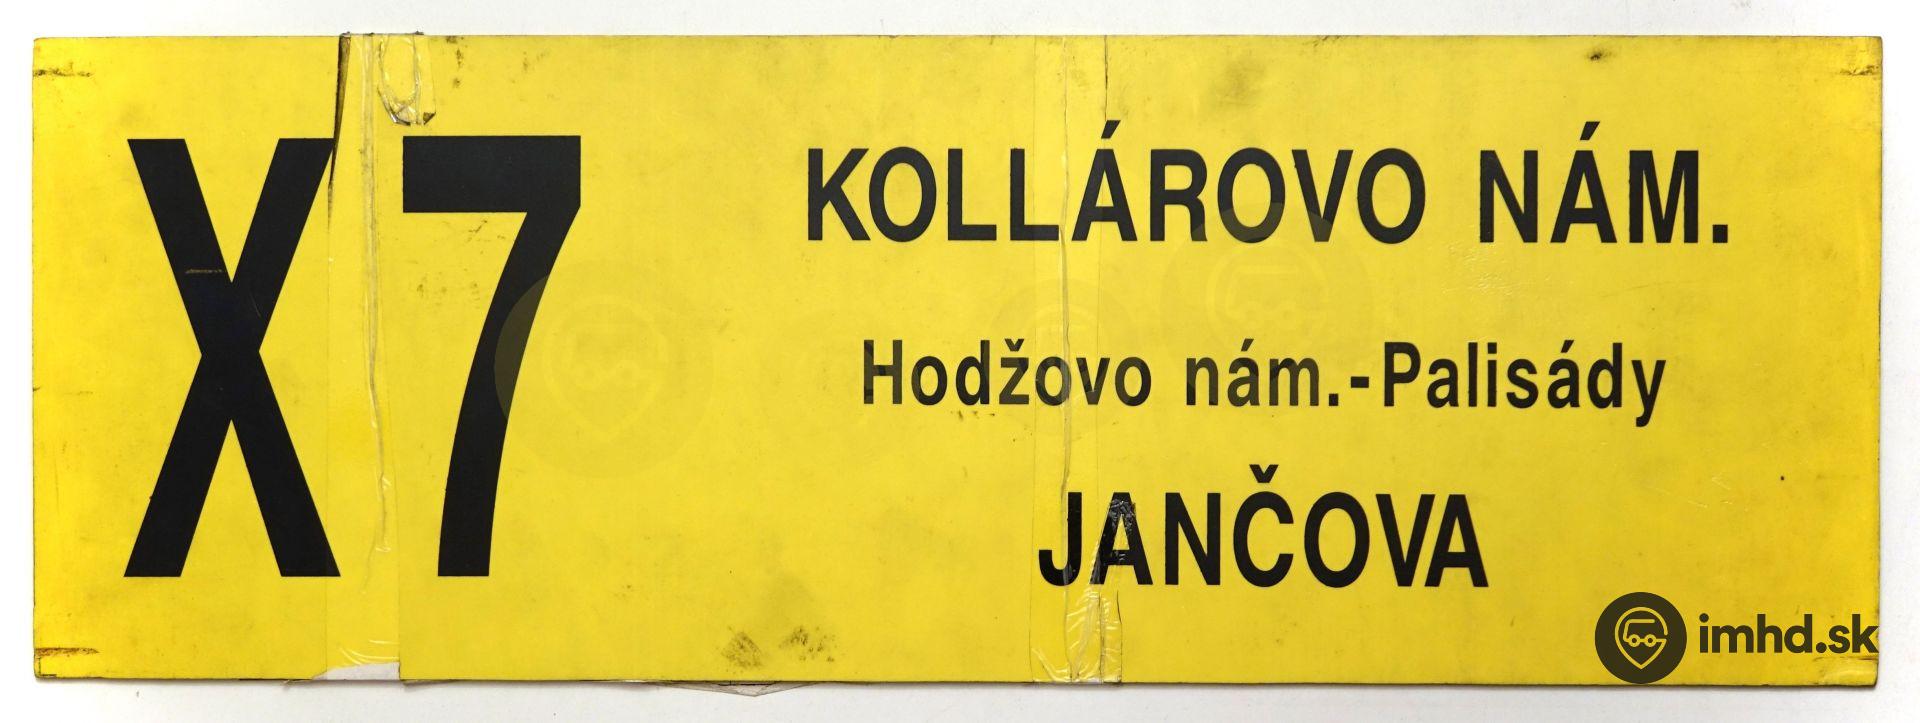 X7
KOLLÁROVO NÁM.
Hodžovo nám.-Palisády
JANČOVA
imhd.sk